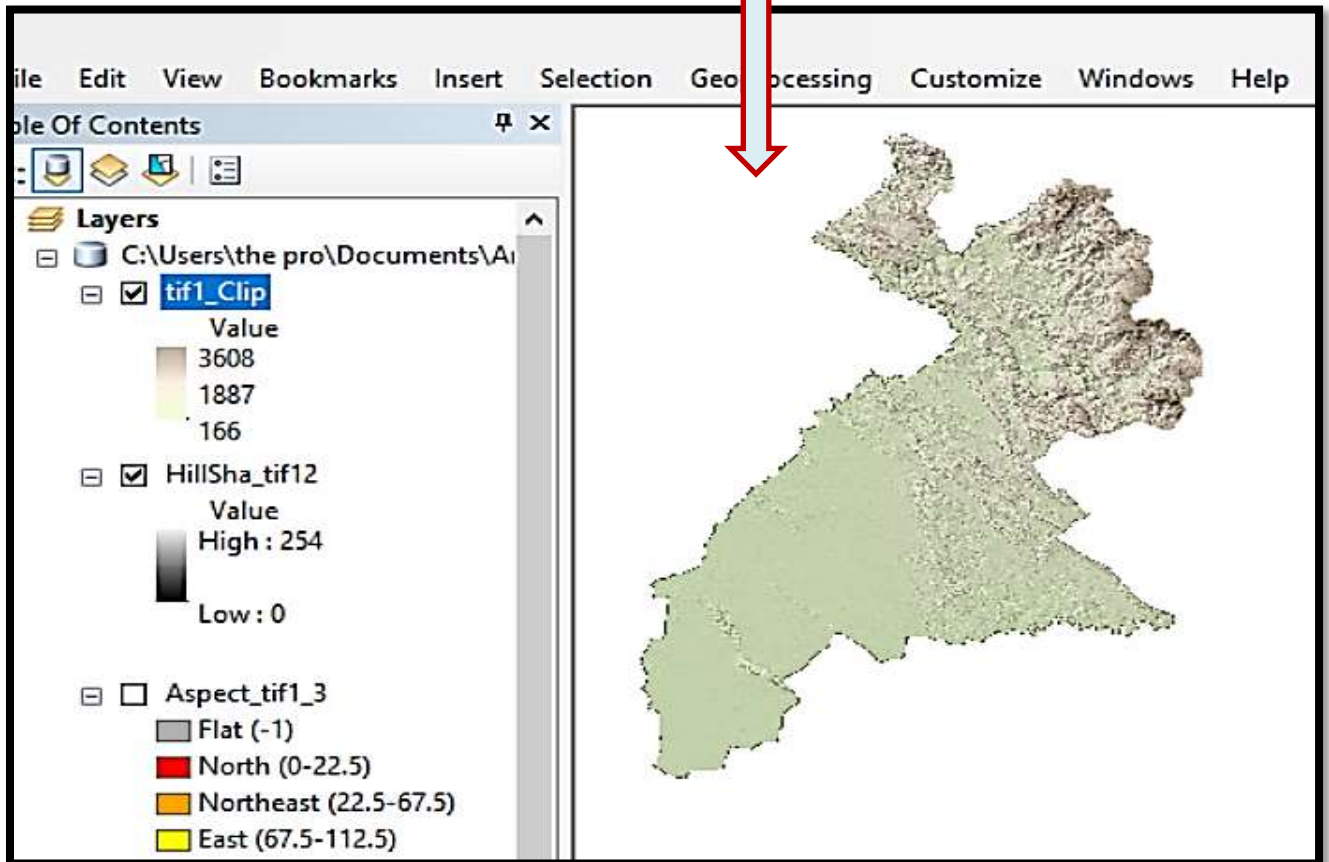 ile Edit View Bookmarks Insert Selection Geoprocessing Customize Windows Help
ble Of Contents
Layers
C:\Users\the pro\Documents\Ar
tif1_Clip
Value
3608
1887
166
HillSha_tif12
Value
High : 254
Low : 0
Aspect_tif1_3
Flat (-1)
North (0-22.5)
Northeast (22.5-67.5)
East (67.5-112.5)